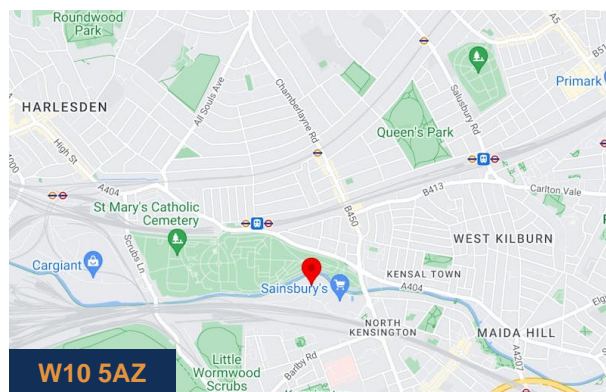 Roundwood
Park
A5
B51
Primark
HARLESDEN
All Souls Ave
Chamberlayne Rd
Salusbury Rd
Queen's Park
High St
A404
B413
Carlton Vale
St Mary's Catholic
Cemetery
B450
WEST KILBURN
Scrubs Ln
Cargiant
Sainsbury's
KENSAL TOWN
A404
NORTH
KENSINGTON
MAIDA HILL
Little
Wormwood
Scrubs
Barlby Rd
A4207
W10 5AZ